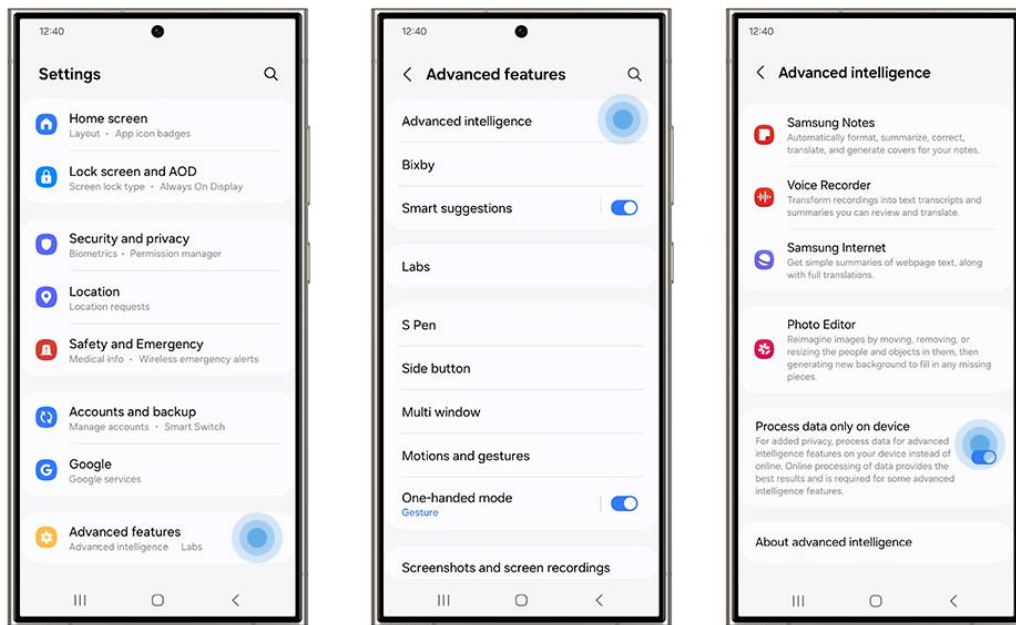 12:40
Settings
Home screen
Layout • App icon badges
Lock screen and AOD
Screen lock type • Always On Display
Security and privacy
Biometrics • Permission manager
Location
Location requests
Safety and Emergency
Medical info • Wireless emergency alerts
Accounts and backup
Manage accounts • Smart Switch
Google
Google services
Advanced features
Advanced intelligence Labs
12:40
Advanced features
Advanced intelligence
Bixby
Smart suggestions
Labs
S Pen
Side button
Multi window
Motions and gestures
One-handed mode
Gesture
Screenshots and screen recordings
12:40
Advanced intelligence
Samsung Notes
Automatically format, summarize, correct,
translate, and generate covers for your notes.
Voice Recorder
Transform recordings into text transcripts and
summaries you can review and translate.
Samsung Internet
Get simple summaries of webpage text, along
with full translations.
Photo Editor
Reimagine images by moving, removing, or
resizing the people and objects in them, then
generating new background to fill in any missing
pieces.
Process data only on device
For added privacy, process data for advanced
intelligence features on your device instead of
online. Online processing of data provides the
best results and is required for some advanced
intelligence features.
About advanced intelligence